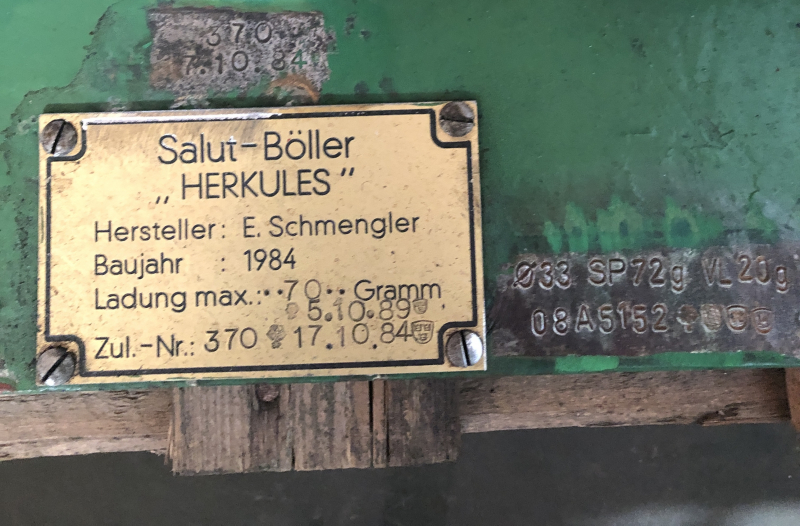 370
7.10.84
Salut-Böller
„HERKULES"
Hersteller: E. Schmengler
Baujahr : 1984
Ladung max.:··70·· Gramm
5.10.89
Zul.-Nr.: 370 17.10.84
Ø33 SP72g VL20g
08A5152